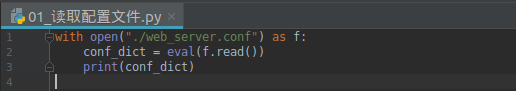 01_读取配置文件.py ×
1 with open("./web_server.conf") as f:
2     conf_dict = eval(f.read())
3     print(conf_dict)
4